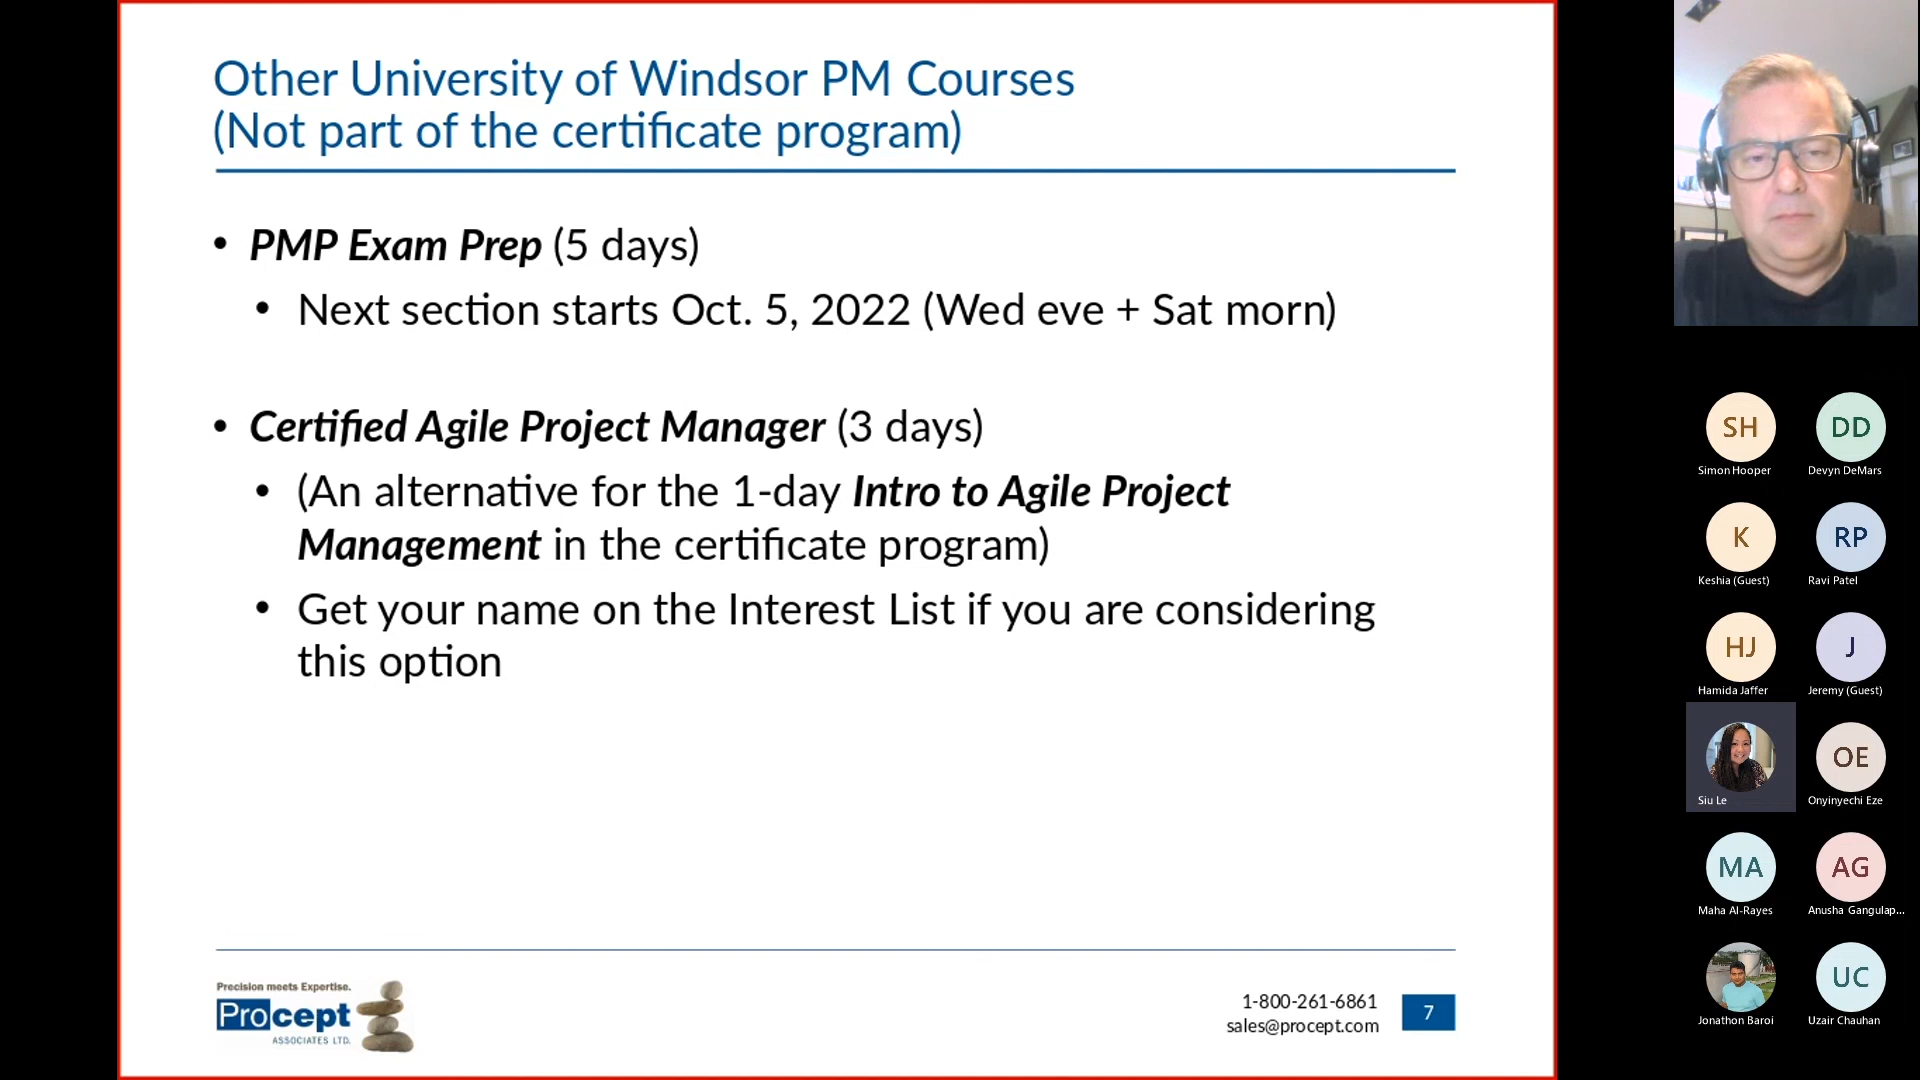 Other University of Windsor PM Courses
(Not part of the certificate program)
• PMP Exam Prep (5 days)
• Next section starts Oct. 5, 2022 (Wed eve + Sat morn)
• Certified Agile Project Manager (3 days)
• (An alternative for the 1-day Intro to Agile Project
Management in the certificate program)
• Get your name on the Interest List if you are considering
this option
Precision meets Expertise.
Procept
ASSOCIATES LTD.
1-800-261-6861
sales@procept.com
7
SH
DD
Simon Hooper
Devyn DeMars
K
RP
Keshia (Guest)
Ravi Patel
HJ
J
Hamida Jaffer
Jeremy (Guest)
OE
Siu Le
Onyinyechi Eze
MA
AG
Maha Al-Rayes
Anusha Gangulap...
UC
Jonathon Baroi
Uzair Chauhan